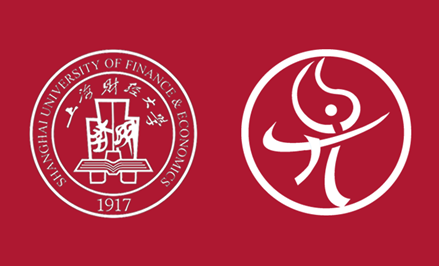 SHANGHAI UNIVERSITY OF FINANCE & ECONOMICS
上海财经大学
1917